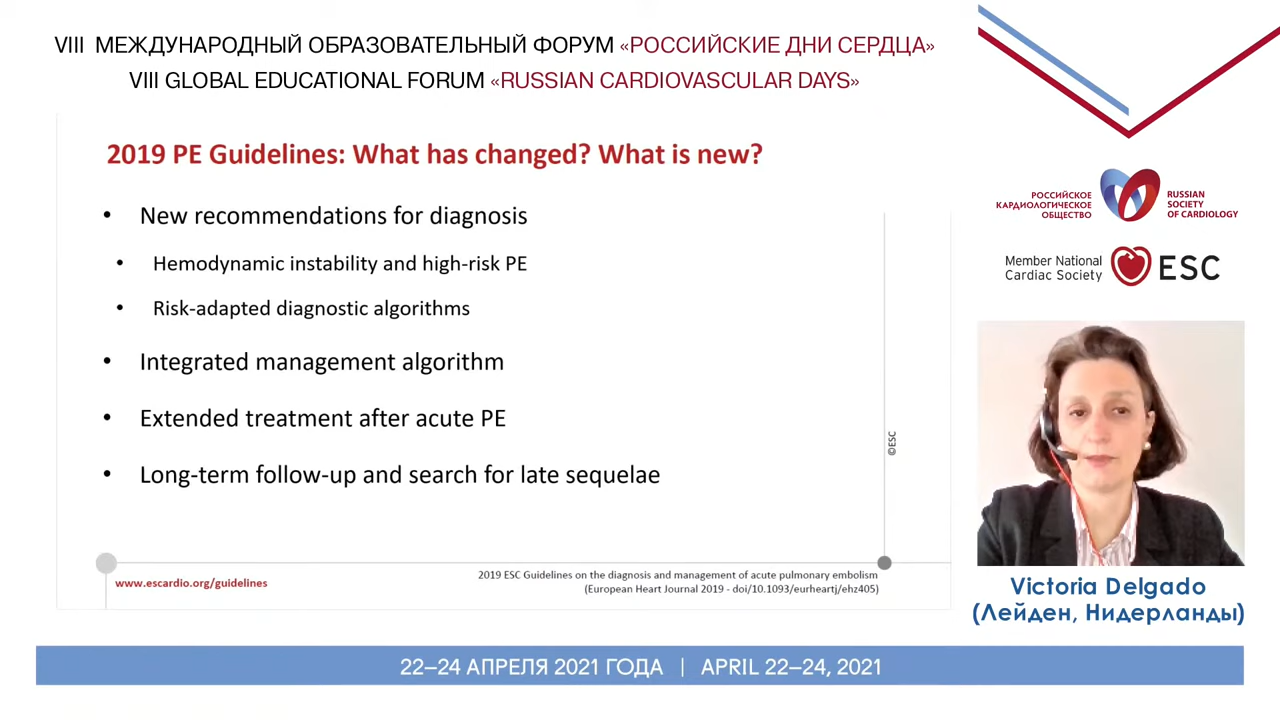 VIII МЕЖДУНАРОДНЫЙ ОБРАЗОВАТЕЛЬНЫЙ ФОРУМ «РОССИЙСКИЕ ДНИ СЕРДЦА»
VIII GLOBAL EDUCATIONAL FORUM «RUSSIAN CARDIOVASCULAR DAYS»
2019 PE Guidelines: What has changed? What is new?
• New recommendations for diagnosis
• Hemodynamic instability and high-risk PE
• Risk-adapted diagnostic algorithms
• Integrated management algorithm
• Extended treatment after acute PE
• Long-term follow-up and search for late sequelae
©ESC
www.escardio.org/guidelines
2019 ESC Guidelines on the diagnosis and management of acute pulmonary embolism
(European Heart Journal 2019 - doi/10.1093/eurheartj/ehz405)
РОССИЙСКОЕ
КАРДИОЛОГИЧЕСКОЕ
ОБЩЕСТВО
RUSSIAN
SOCIETY
OF CARDIOLOGY
Member National
Cardiac Society
ESC
Victoria Delgado
(Лейден, Нидерланды)
22–24 АПРЕЛЯ 2021 ГОДА | APRIL 22–24, 2021